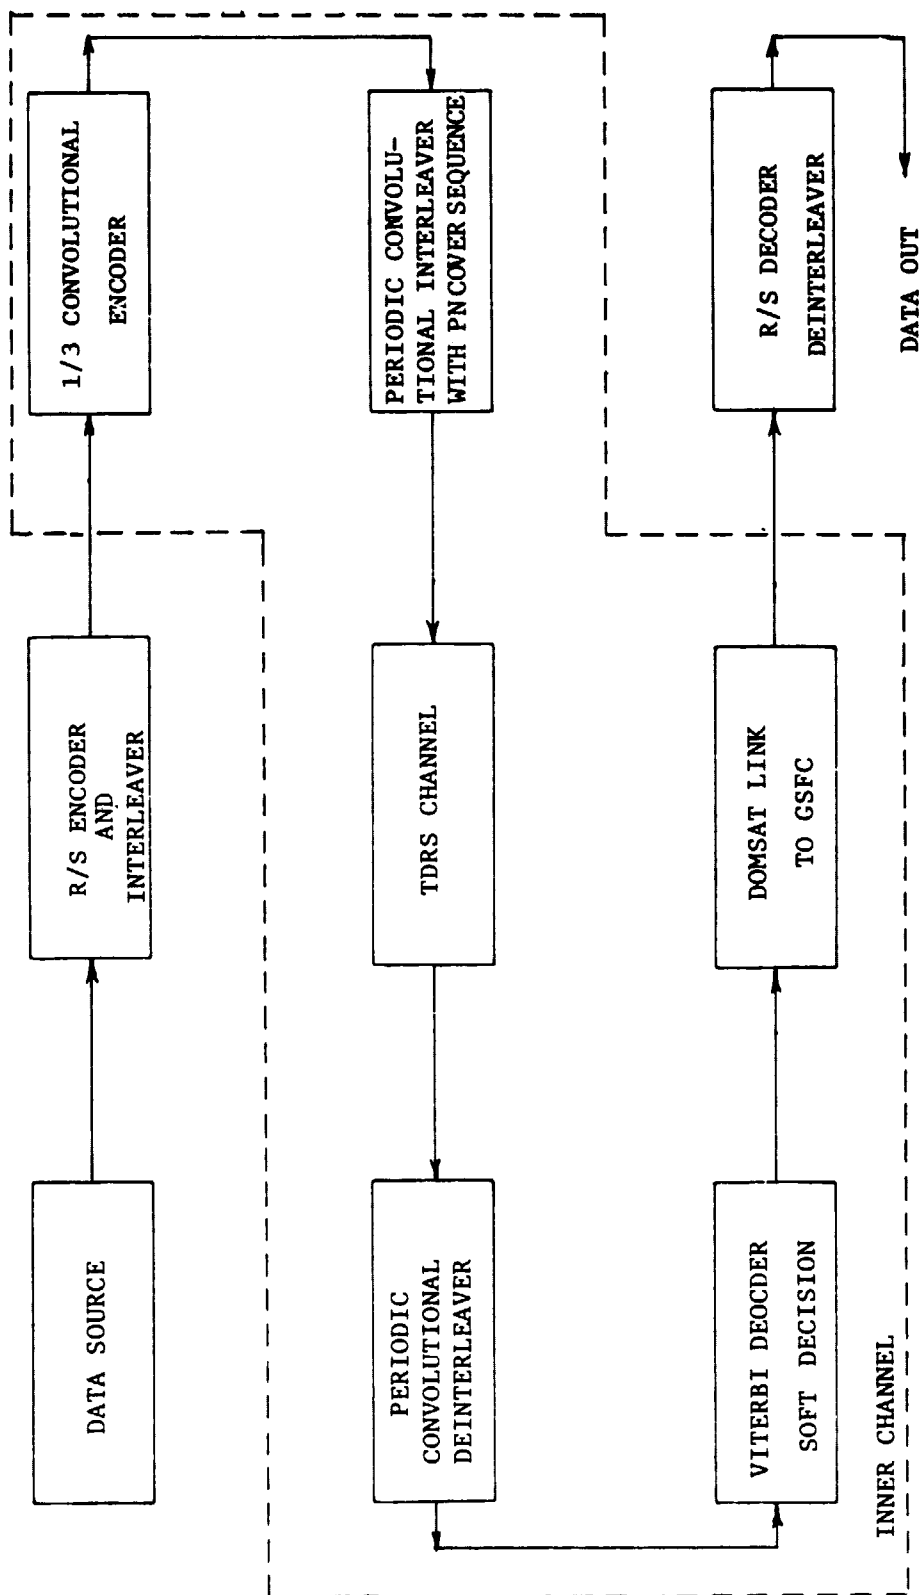 DATA SOURCE
R/S ENCODER
AND
INTERLEAVER
1/3 CONVOLUTIONAL
ENCODER
PERIODIC CONVOLU-
TIONAL INTERLEAVER
WITH PN COVER SEQUENCE
TDRS CHANNEL
PERIODIC
CONVOLUTIONAL
DEINTERLEAVER
VITERBI DEOCDER
SOFT DECISION
DOMSAT LINK
TO GSFC
R/S DECODER
DEINTERLEAVER
DATA OUT
INNER CHANNEL